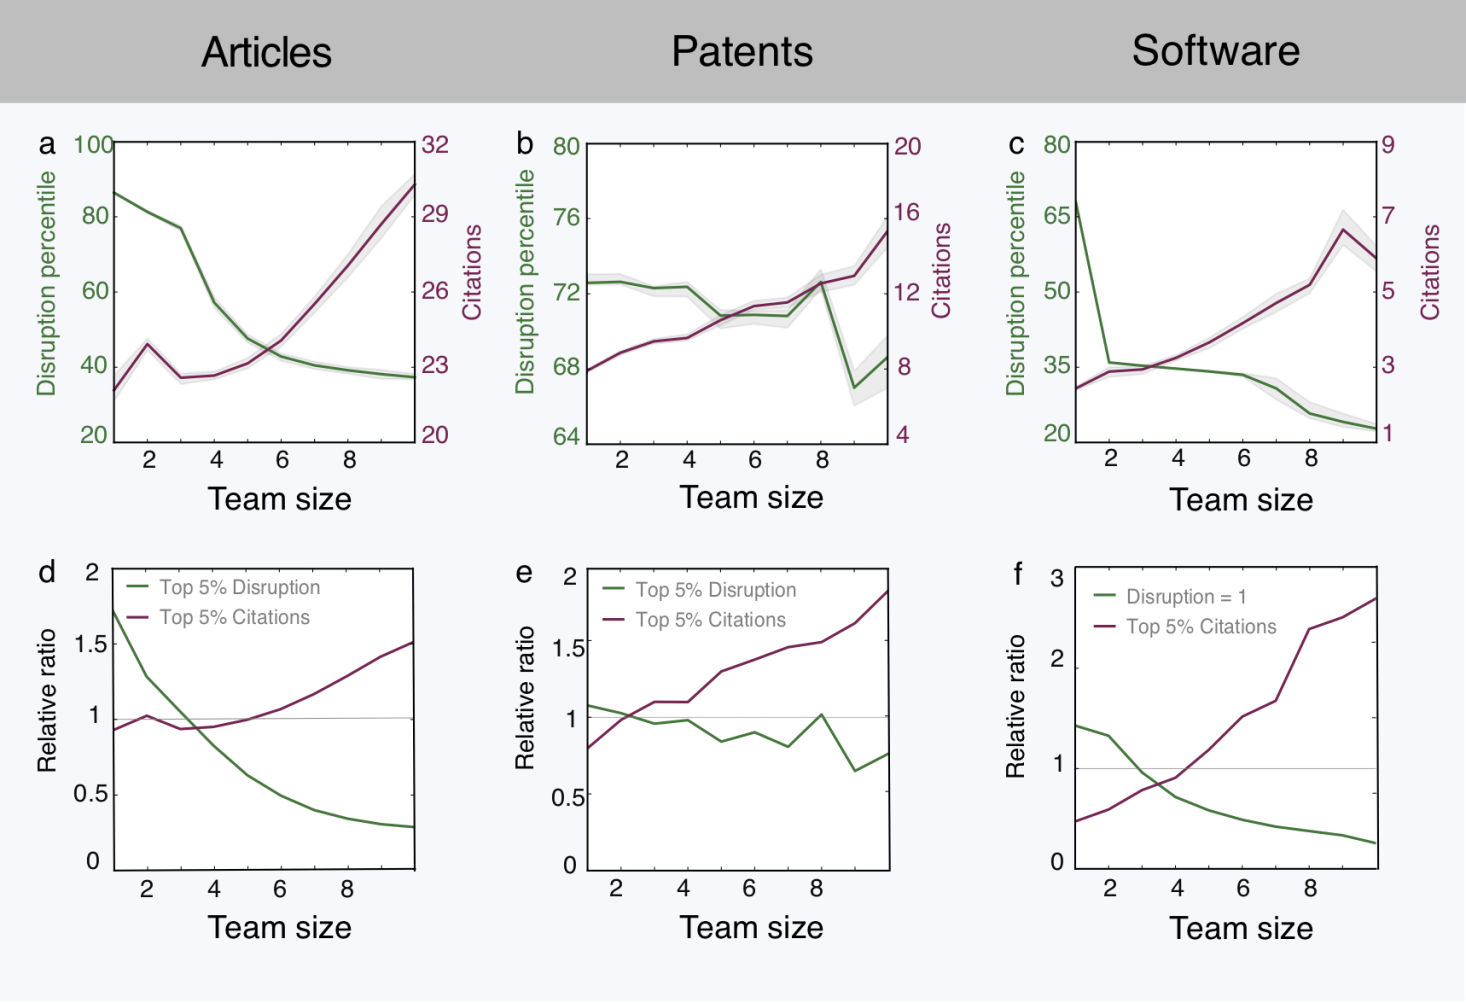 Articles
Patents
Software
a
100
80
60
40
20
Disruption percentile
32
29
26
23
20
Citations
2 4 6 8
Team size
b
80
76
72
68
64
Disruption percentile
20
16
12
8
4
Citations
2 4 6 8
Team size
c
80
65
50
35
20
Disruption percentile
9
7
5
3
1
Citations
2 4 6 8
Team size
d
2
1.5
1
0.5
0
Relative ratio
Top 5% Disruption
Top 5% Citations
2 4 6 8
Team size
e
2
1.5
1
0.5
0
Relative ratio
Top 5% Disruption
Top 5% Citations
2 4 6 8
Team size
f
3
2
1
0
Relative ratio
Disruption = 1
Top 5% Citations
2 4 6 8
Team size